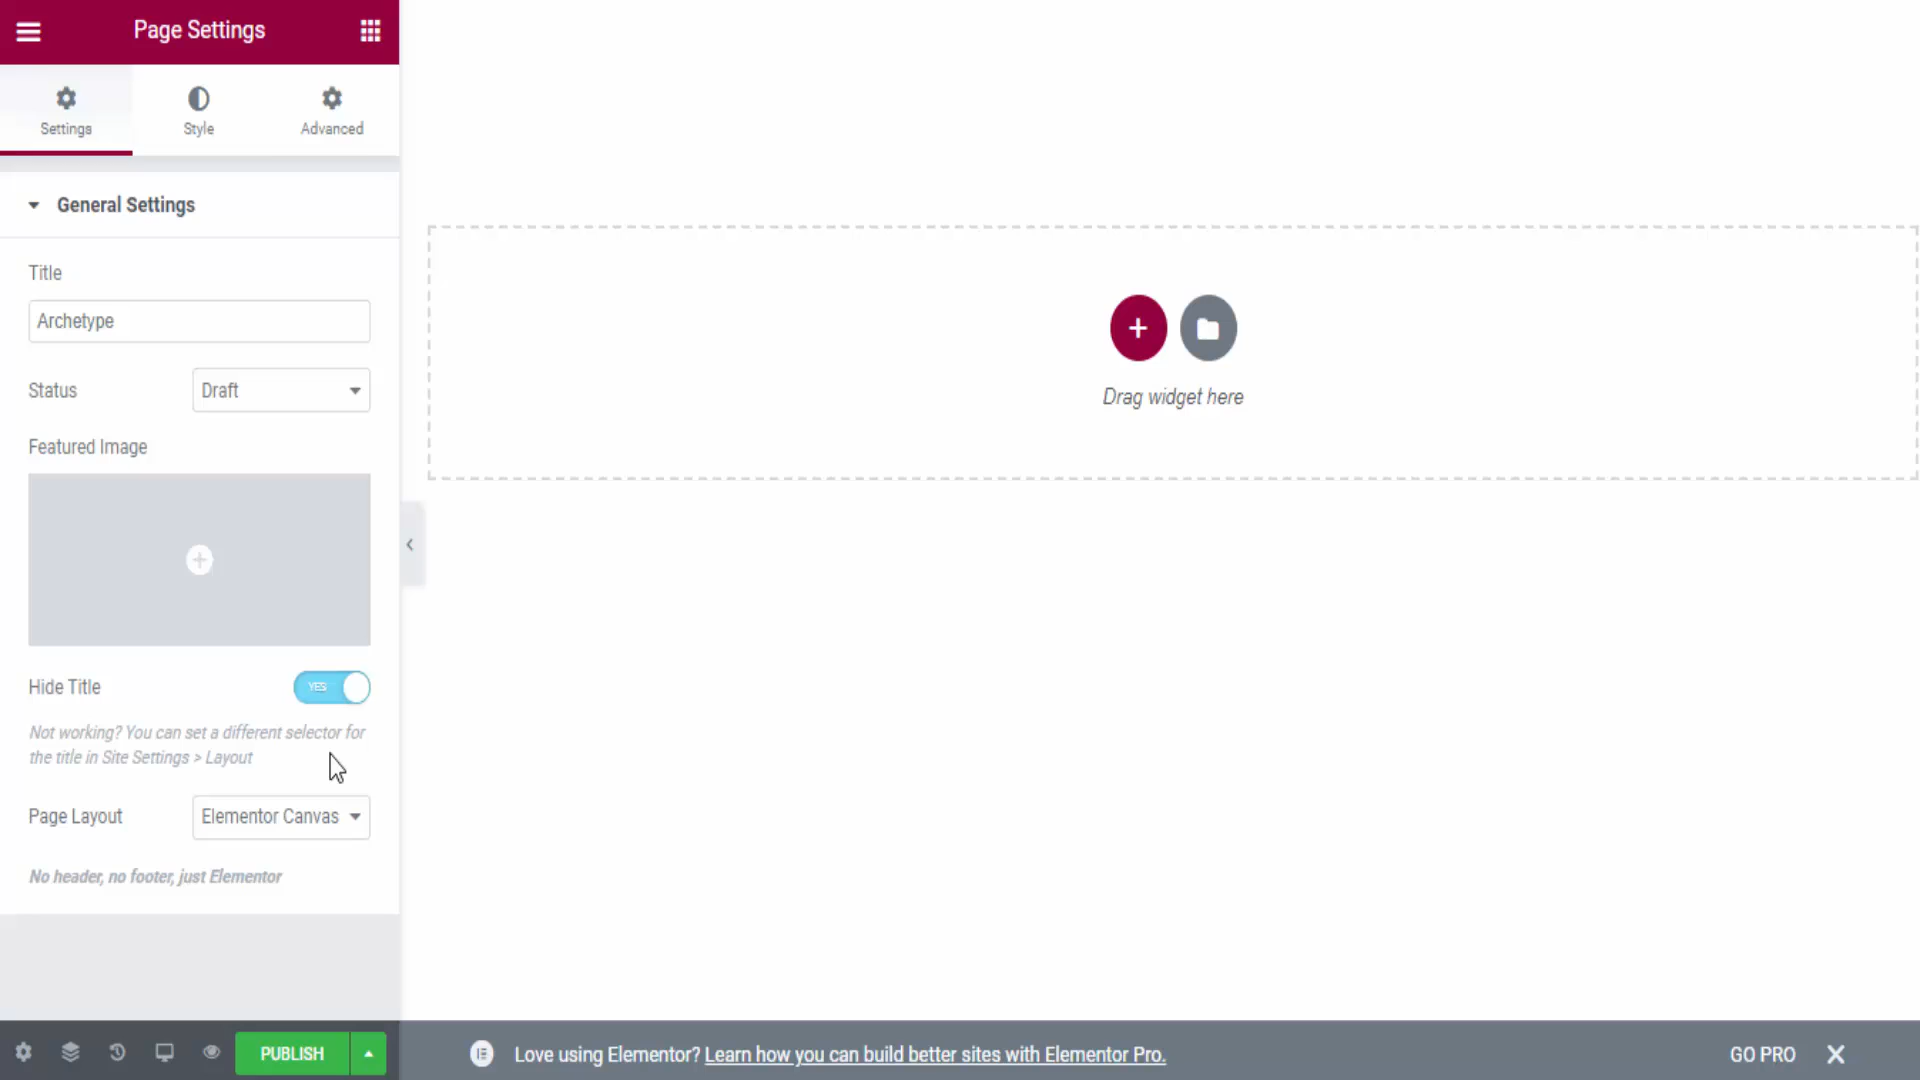 Page Settings
Settings
Style
Advanced
General Settings
Title
Archetype
Status
Draft
Featured Image
Hide Title
YES
Not working? You can set a different selector for
the title in Site Settings > Layout
Page Layout
Elementor Canvas
No header, no footer, just Elementor
PUBLISH
Drag widget here
Love using Elementor? Learn how you can build better sites with Elementor Pro.
GO PRO